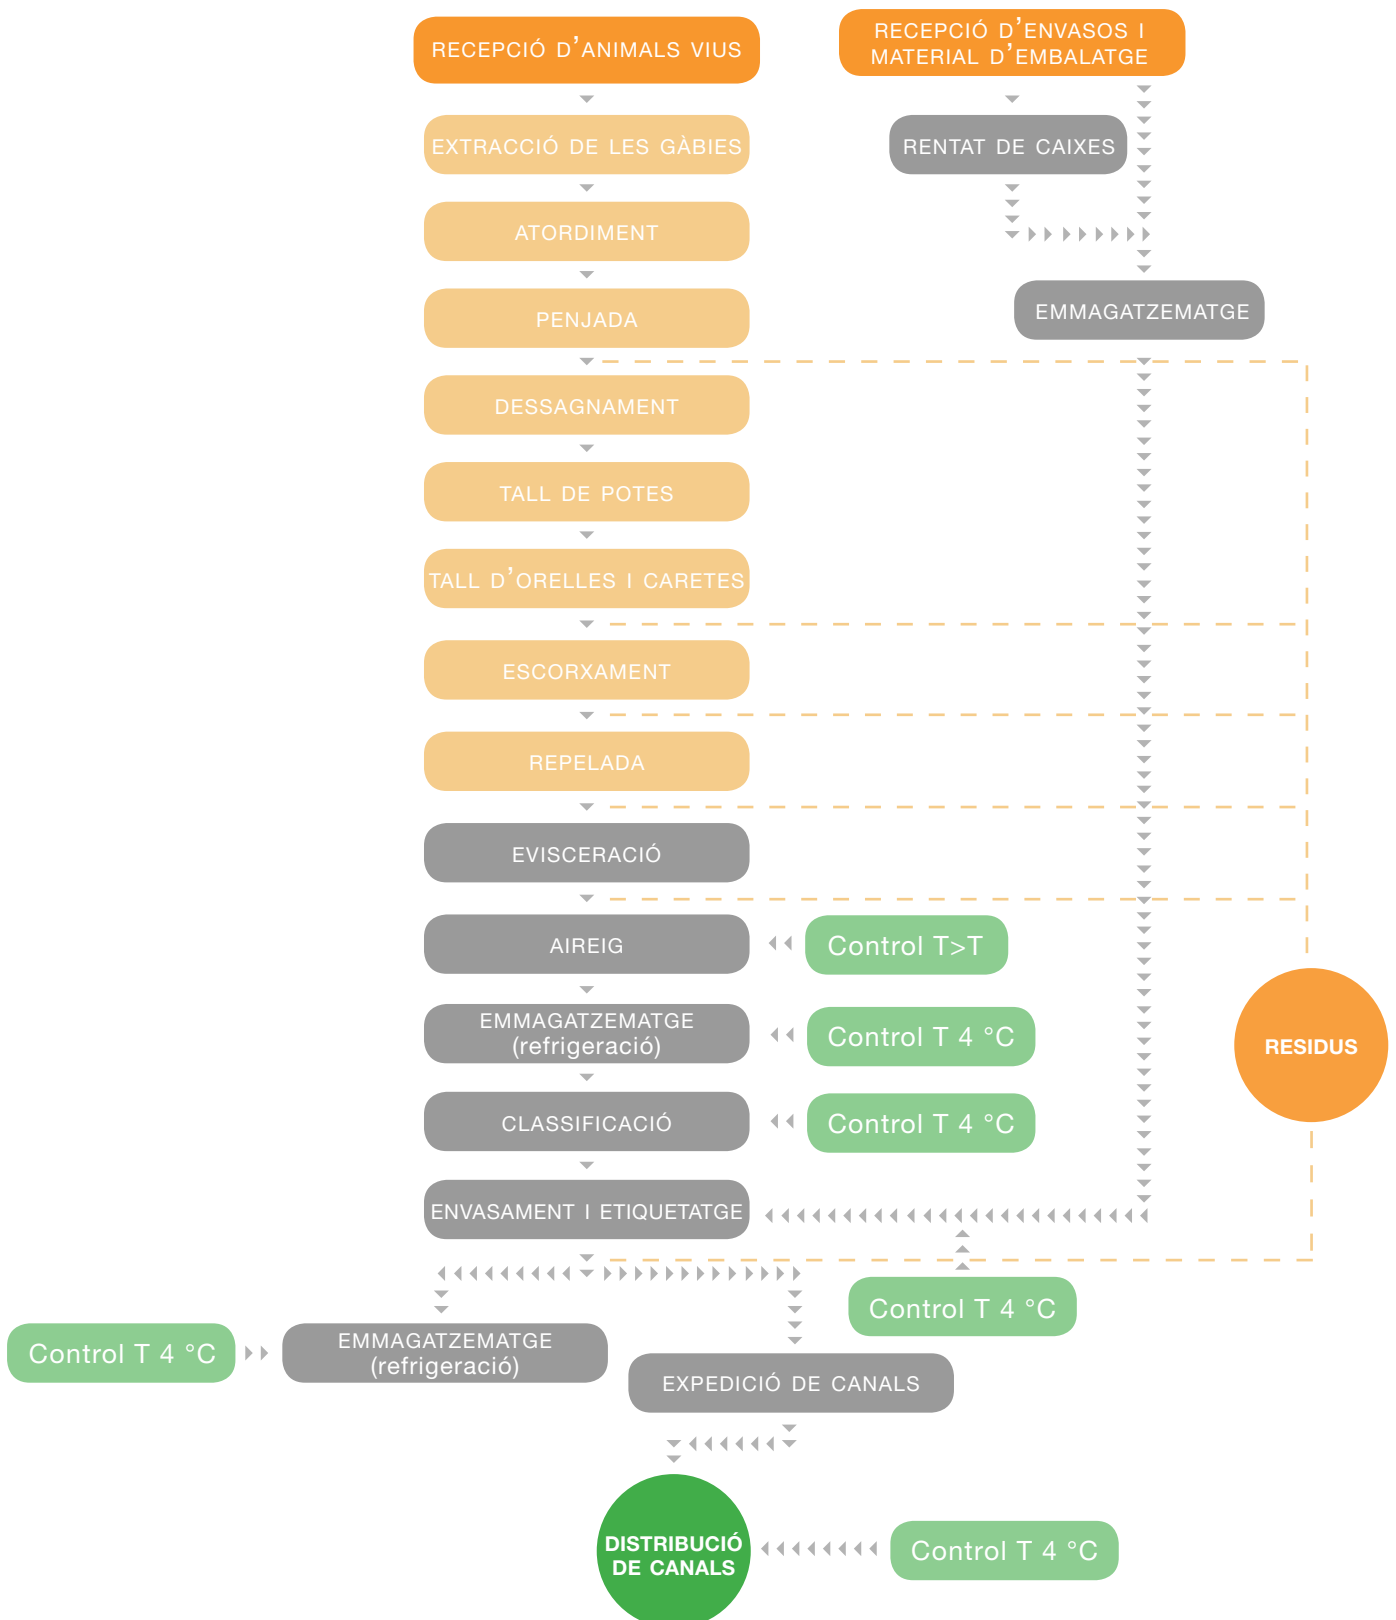 RECEPCIÓ D'ANIMALS VIUS
RECEPCIÓ D'ENVASOS I
MATERIAL D'EMBALATGE
EXTRACCIÓ DE LES GÀBIES
RENTAT DE CAIXES
ATORDIMENT
PENJADA
EMMAGATZEMATGE
DESSAGNAMENT
TALL DE POTES
TALL D'ORELLES I CARETES
ESCORXAMENT
REPELADA
EVISCERACIÓ
AIREIG
Control T>T
EMMAGATZEMATGE
(refrigeració)
Control T 4 °C
RESIDUS
CLASSIFICACIÓ
Control T 4 °C
ENVASAMENT I ETIQUETATGE
Control T 4 °C
Control T 4 °C
EMMAGATZEMATGE
(refrigeració)
EXPEDICIÓ DE CANALS
DISTRIBUCIÓ
DE CANALS
Control T 4 °C